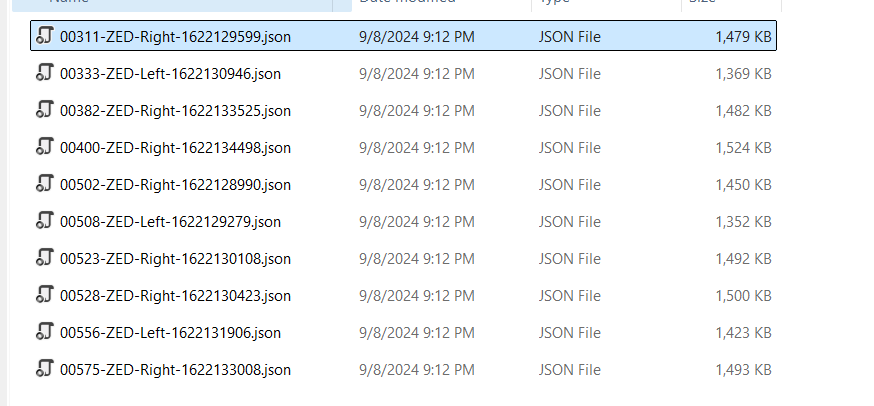 Name Date modified Type Size
00311-ZED-Right-1622129599.json 9/8/2024 9:12 PM JSON File 1,479 KB
00333-ZED-Left-1622130946.json 9/8/2024 9:12 PM JSON File 1,369 KB
00382-ZED-Right-1622133525.json 9/8/2024 9:12 PM JSON File 1,482 KB
00400-ZED-Right-1622134498.json 9/8/2024 9:12 PM JSON File 1,524 KB
00502-ZED-Right-1622128990.json 9/8/2024 9:12 PM JSON File 1,450 KB
00508-ZED-Left-1622129279.json 9/8/2024 9:12 PM JSON File 1,352 KB
00523-ZED-Right-1622130108.json 9/8/2024 9:12 PM JSON File 1,492 KB
00528-ZED-Right-1622130423.json 9/8/2024 9:12 PM JSON File 1,500 KB
00556-ZED-Left-1622131906.json 9/8/2024 9:12 PM JSON File 1,423 KB
00575-ZED-Right-1622133008.json 9/8/2024 9:12 PM JSON File 1,493 KB